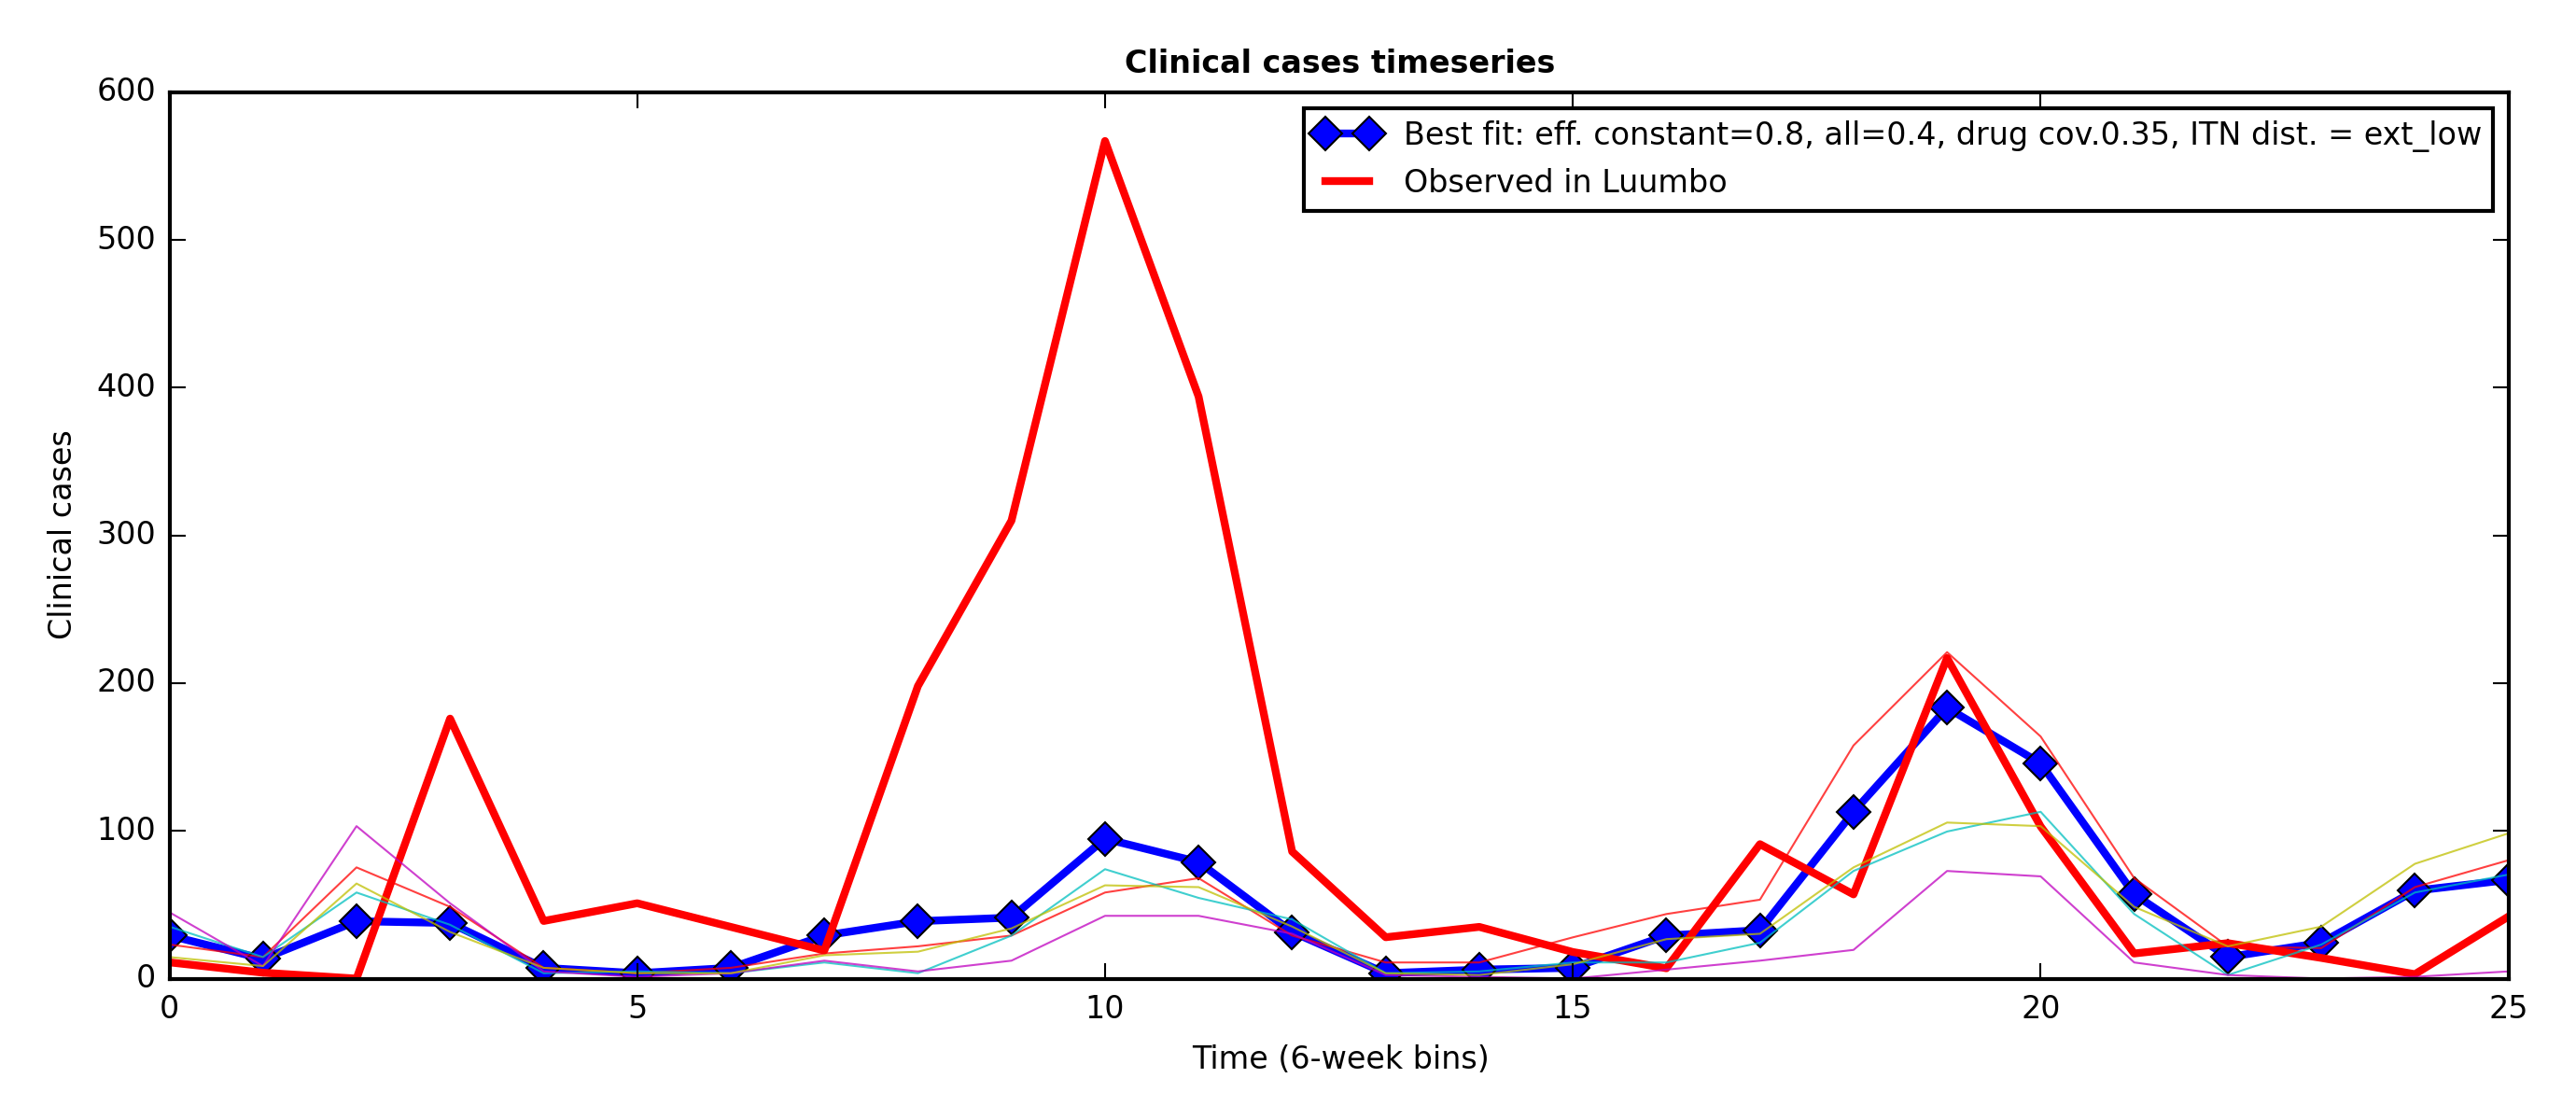 Clinical cases timeseries
600
500
400
300
200
100
0
Clinical cases
Best fit: eff. constant=0.8, all=0.4, drug cov.0.35, ITN dist. = ext_low
Observed in Luumbo
0 5 10 15 20 25
Time (6-week bins)